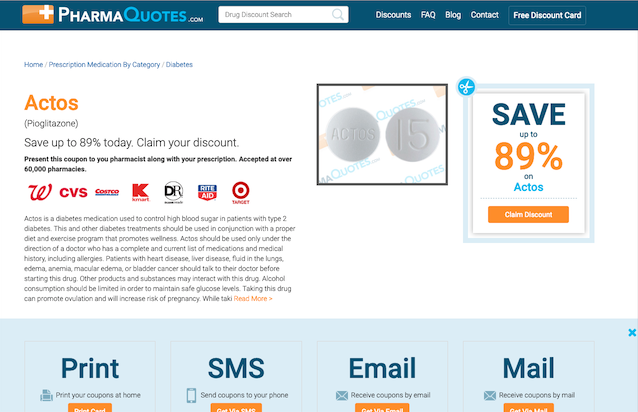 PHARMAQUOTES.COM
Drug Discount Search
Discounts FAQ Blog Contact Free Discount Card
Home / Prescription Medication By Category / Diabetes
Actos
(Pioglitazone)
Save up to 89% today. Claim your discount.
Present this coupon to you pharmacist along with your prescription. Accepted at over
60,000 pharmacies.
W CVS COSTCO K kmart DR RITE AID TARGET
Actos is a diabetes medication used to control high blood sugar in patients with type 2
diabetes. This and other diabetes treatments should be used in conjunction with a proper
diet and exercise program that promotes wellness. Actos should be used only under the
direction of a doctor who has a complete and current list of medications and medical
history, including allergies. Patients with heart disease, liver disease, fluid in the lungs,
edema, anemia, macular edema, or bladder cancer should talk to their doctor before
starting this drug. Other products and substances may interact with this drug. Alcohol
consumption should be limited in order to maintain safe glucose levels. Taking this drug
can promote ovulation and will increase risk of pregnancy. While taki Read More >
ACTOS 15
SAVE
up to
89%
on
Actos
Claim Discount
Print
Print your coupons at home
Print Card
SMS
Send coupons to your phone
Get Via SMS
Email
Receive coupons by email
Get Via Email
Mail
Receive coupons by mail
Get Via Mail